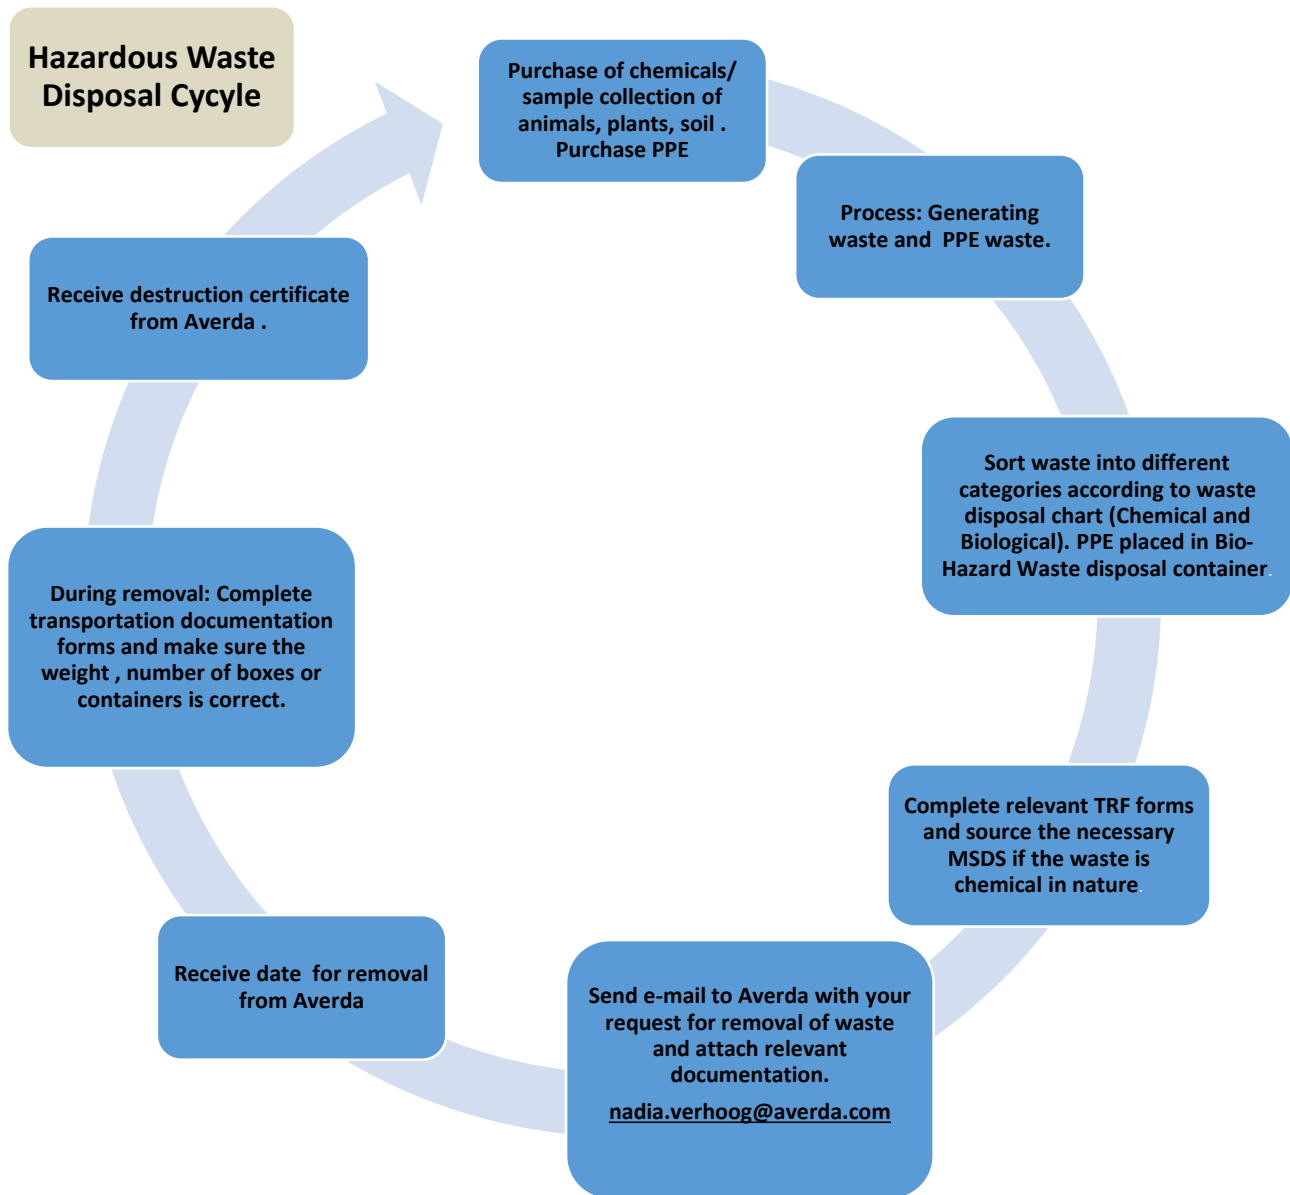 Hazardous Waste
Disposal Cycyle
Purchase of chemicals/
sample collection of
animals, plants, soil .
Purchase PPE
Process: Generating
waste and PPE waste.
Sort waste into different
categories according to waste
disposal chart (Chemical and
Biological). PPE placed in Bio-
Hazard Waste disposal container.
Complete relevant TRF forms
and source the necessary
MSDS if the waste is
chemical in nature.
Send e-mail to Averda with your
request for removal of waste
and attach relevant
documentation.
nadia.verhoog@averda.com
Receive date for removal
from Averda
During removal: Complete
transportation documentation
forms and make sure the
weight , number of boxes or
containers is correct.
Receive destruction certificate
from Averda .